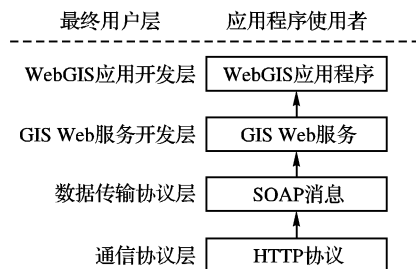 最终用户层 应用程序使用者
WebGIS应用开发层 WebGIS应用程序
GIS Web服务开发层 GIS Web服务
数据传输协议层 SOAP消息
通信协议层 HTTP协议